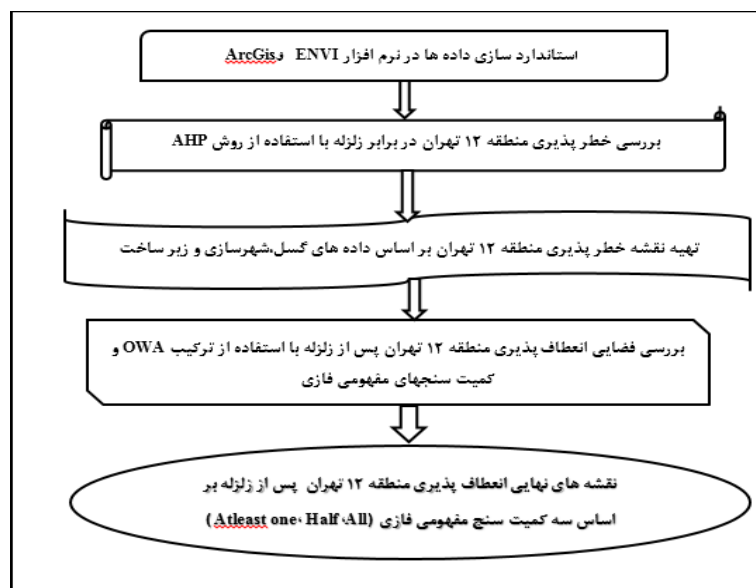 استاندارد سازی داده ها در نرم افزار ENVI وArcGis
بررسی خطر پذیری منطقه ۱۲ تهران در برابر زلزله با استفاده از روش AHP
تهیه نقشه خطر پذیری منطقه ۱۲ تهران بر اساس داده های گسل،شهرسازی و زیر ساخت
بررسی فضایی انعطاف پذیری منطقه ۱۲ تهران پس از زلزله با استفاده از ترکیب OWA و
کمیت سنجهای مفهومی فازی
نقشه های نهایی انعطاف پذیری منطقه ۱۲ تهران پس از زلزله بر
اساس سه کمیت سنج مفهومی فازی (Atleast one، Half ،All)